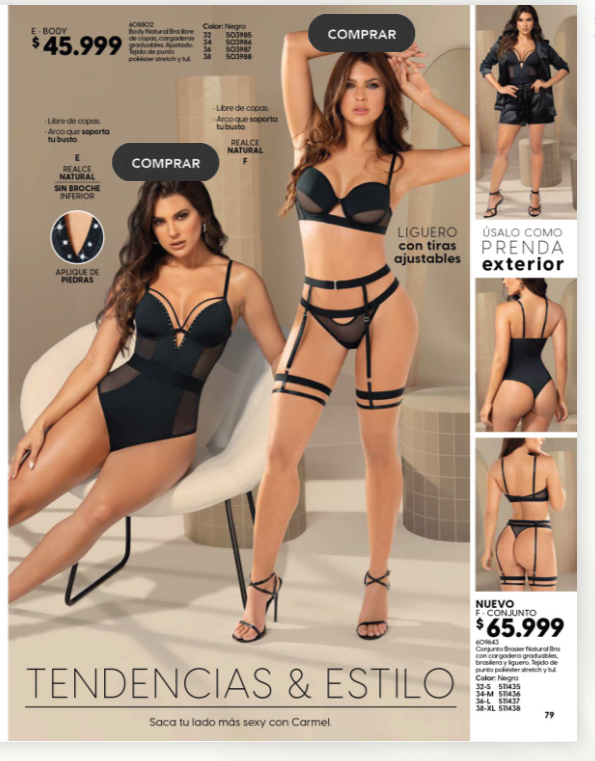 E - BODY
$45.999
608802
Body Natural Bra libre
de copas, cargaderas
graduables. Ajustado.
Tejido de punto
poliéster stretch y tul.
Color: Negro
32 503985
34 503986
36 503987
38 503988
COMPRAR
• Libre de copas.
• Arco que soporta
tu busto.
E
REALCE
NATURAL
SIN BROCHE
INFERIOR
APLIQUE DE
PIEDRAS
COMPRAR
• Libre de copas.
• Arco que soporta
tu busto.
REALCE
NATURAL
F
LIGUERO
con tiras
ajustables
ÚSALO COMO
PRENDA
exterior
NUEVO
F - CONJUNTO
$65.999
609643
Conjunto Brasier Natural Bra
con cargadera graduables,
brasilera y liguero. Tejido de
punto poliéster stretch y tul.
Color: Negro
32-S 511435
34-M 511436
36-L 511437
38-XL 511438
79
TENDENCIAS & ESTILO
Saca tu lado más sexy con Carmel.